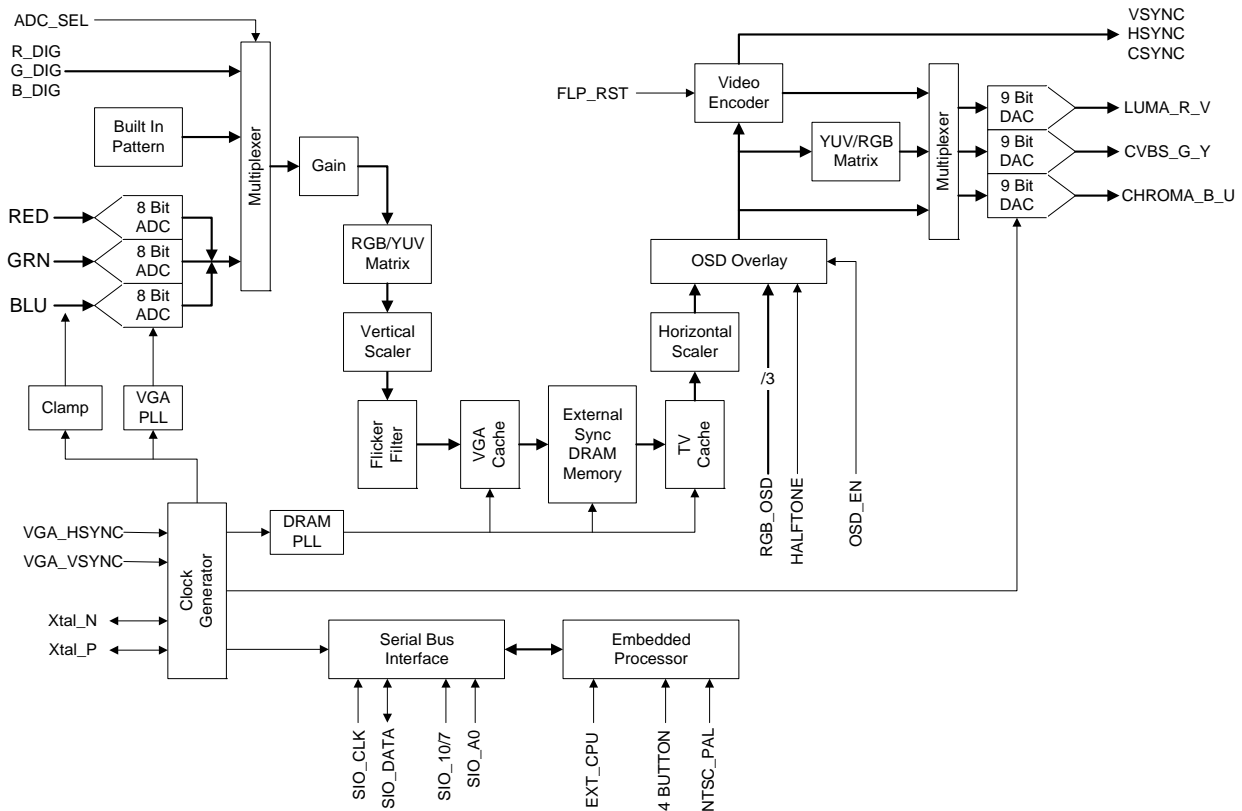 ADC_SEL
R_DIG
G_DIG
B_DIG
Built In
Pattern
RED
GRN
BLU
8 Bit
ADC
8 Bit
ADC
8 Bit
ADC
Multiplexer
Gain
RGB/YUV
Matrix
Vertical
Scaler
Flicker
Filter
Clamp
VGA
PLL
VGA
Cache
External
Sync
DRAM
Memory
TV
Cache
Horizontal
Scaler
OSD Overlay
/3
RGB_OSD
HALFTONE
OSD_EN
FLP_RST
Video
Encoder
YUV/RGB
Matrix
Multiplexer
9 Bit
DAC
9 Bit
DAC
9 Bit
DAC
VSYNC
HSYNC
CSYNC
LUMA_R_V
CVBS_G_Y
CHROMA_B_U
VGA_HSYNC
VGA_VSYNC
Xtal_N
Xtal_P
Clock
Generator
DRAM
PLL
Serial Bus
Interface
Embedded
Processor
SIO_CLK
SIO_DATA
SIO_10/7
SIO_A0
EXT_CPU
4 BUTTON
NTSC_PAL